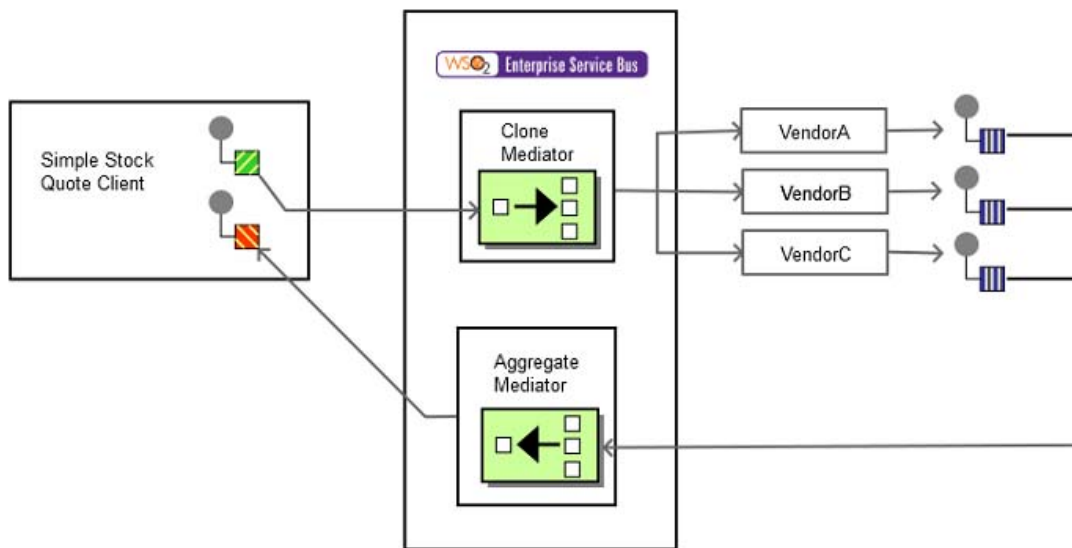 WSO2 Enterprise Service Bus
Simple Stock
Quote Client
Clone
Mediator
VendorA
VendorB
VendorC
Aggregate
Mediator